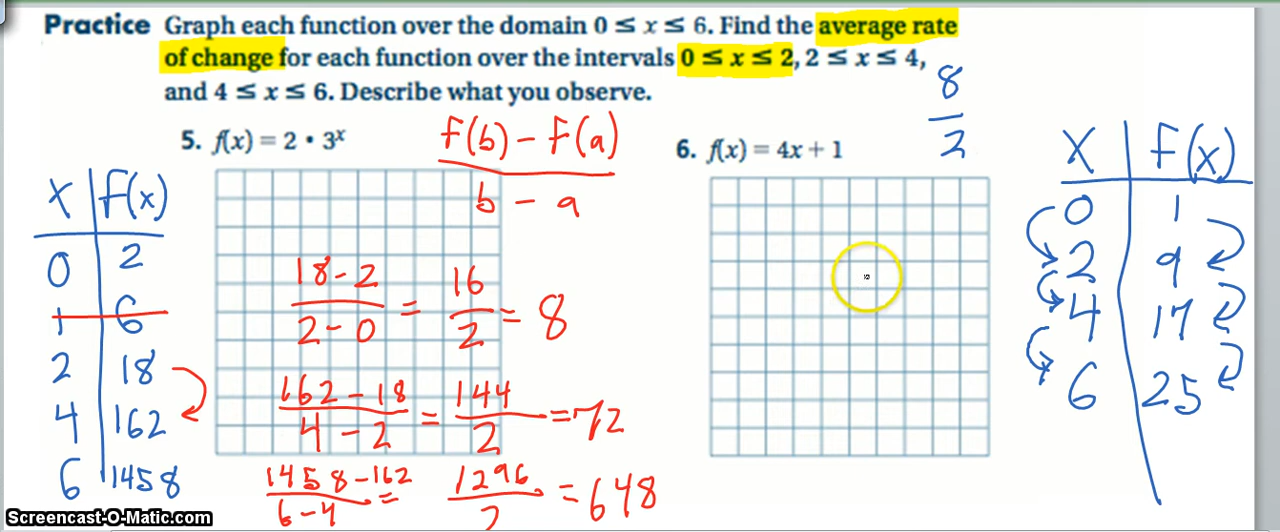 Practice Graph each function over the domain 0 ≤ x ≤ 6. Find the average rate
of change for each function over the intervals 0 ≤ x ≤ 2, 2 ≤ x ≤ 4,
and 4 ≤ x ≤ 6. Describe what you observe.
5. f(x) = 2 • 3ˣ
F(b) - F(a)
b - a
x | F(x)
0 2
1 6
2 18
4 162
6 1458
18 - 2
2 - 0
=
16
2
= 8
162 - 18
4 - 2
=
144
2
= 72
1458 - 162
6 - 4
=
1296
2
= 648
6. f(x) = 4x + 1
8
2
x | F(x)
0 1
2 9
4 17
6 25
Screencast-O-Matic.com